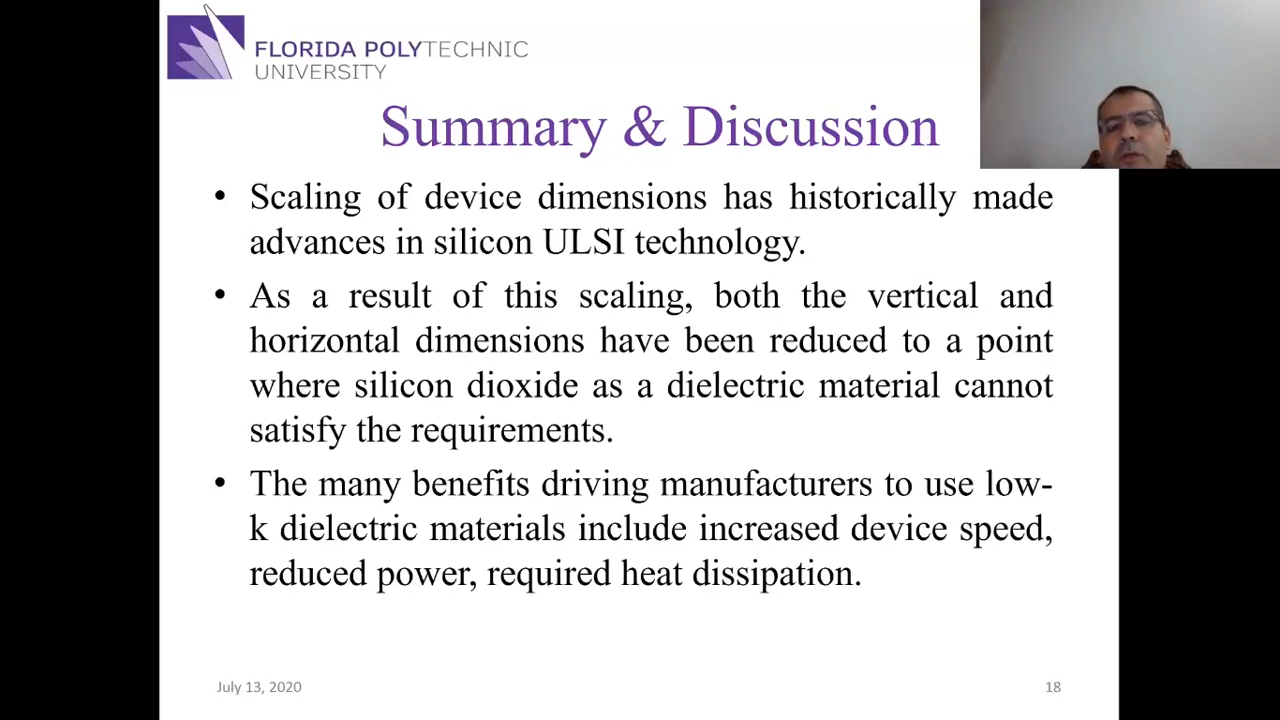 FLORIDA POLYTECHNIC
UNIVERSITY
Summary & Discussion
• Scaling of device dimensions has historically made
advances in silicon ULSI technology.
• As a result of this scaling, both the vertical and
horizontal dimensions have been reduced to a point
where silicon dioxide as a dielectric material cannot
satisfy the requirements.
• The many benefits driving manufacturers to use low-
k dielectric materials include increased device speed,
reduced power, required heat dissipation.
July 13, 2020
18